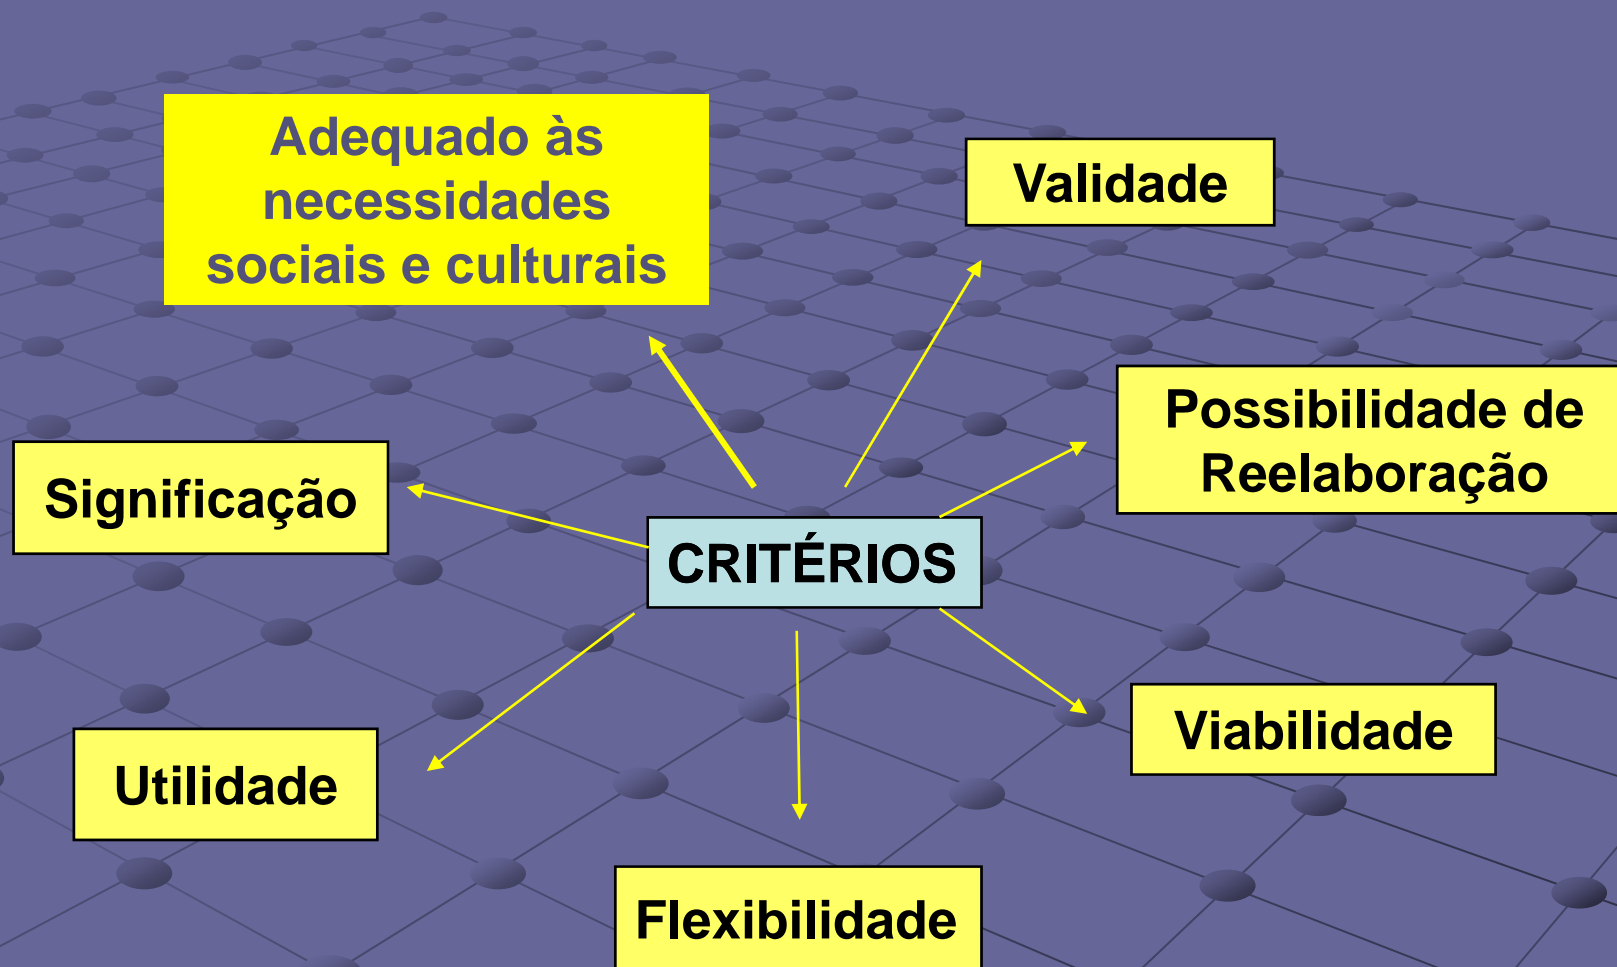 Adequado às
necessidades
sociais e culturais
Validade
Possibilidade de
Reelaboração
Significação
CRITÉRIOS
Viabilidade
Utilidade
Flexibilidade